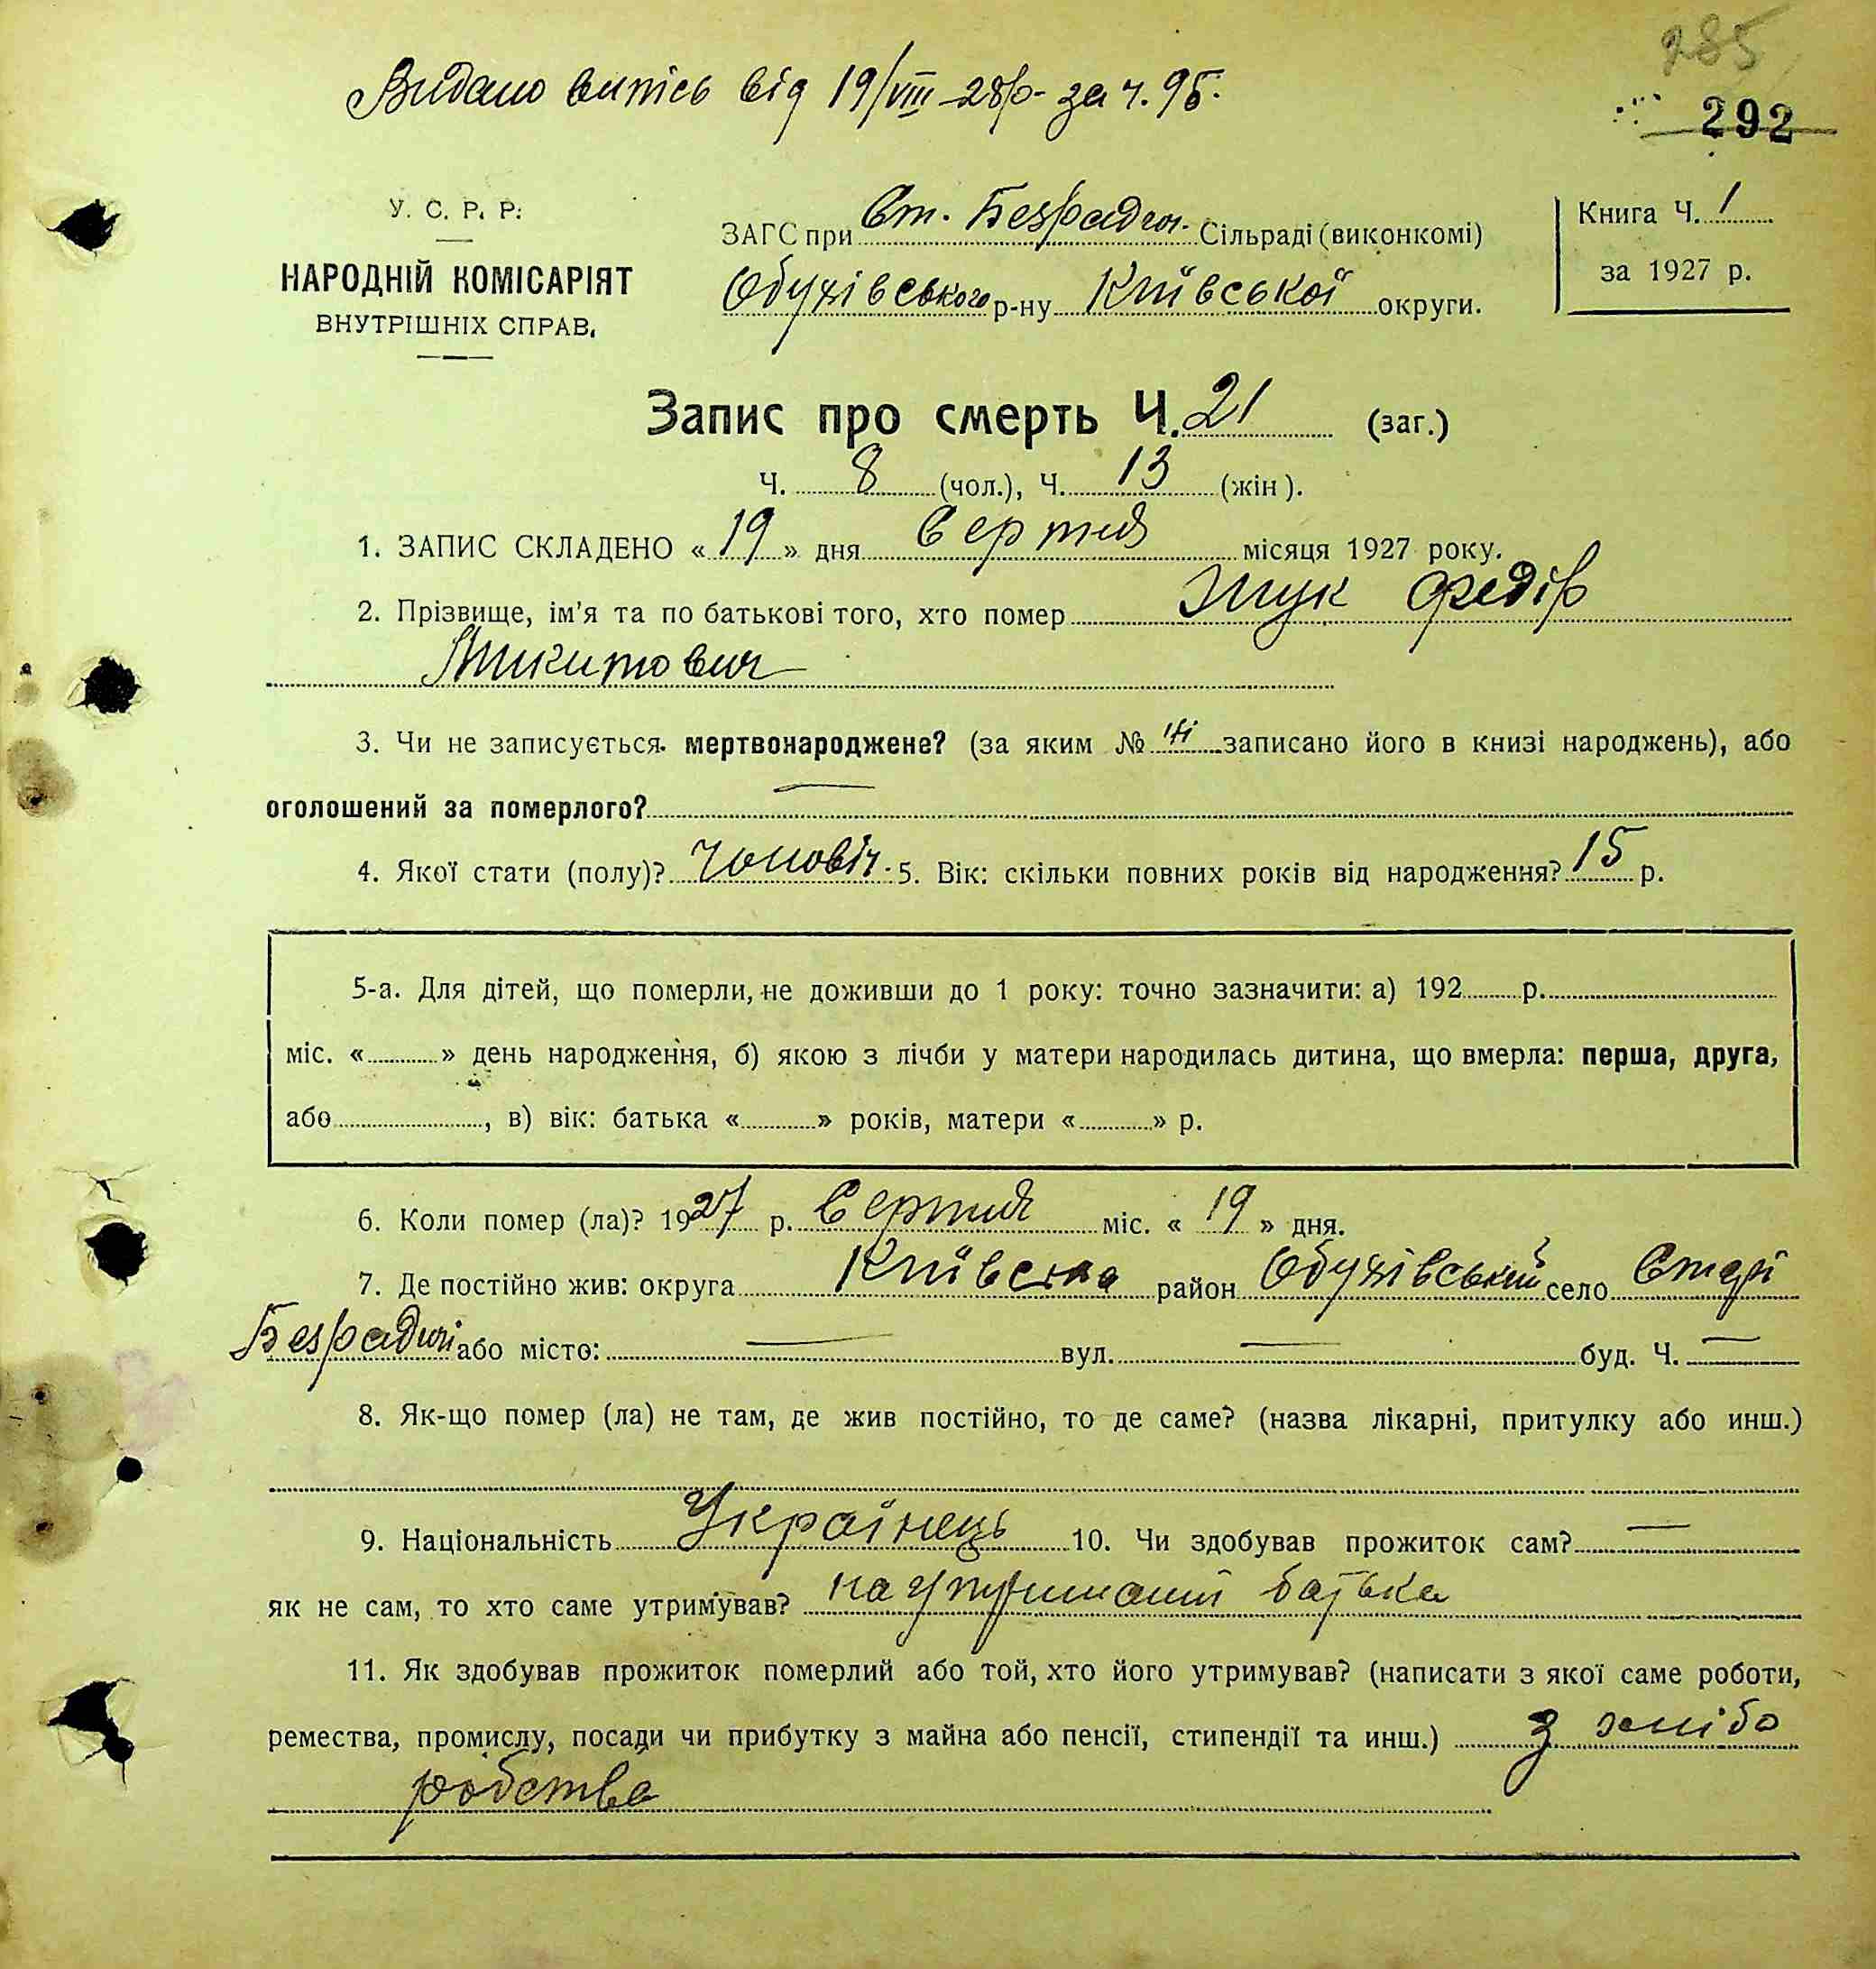 285
Видано випісь від 19/VIII-28р. за ч. 95.
292
У. С. Р. Р.
НАРОДНІЙ КОМІСАРІЯТ
ВНУТРІШНІХ СПРАВ.
ЗАГС при Ст. Безрадич. Сільраді (виконкомі)
Обухівського р-ну Київської округи.
Книга Ч. 1
за 1927 р.
Запис про смерть Ч. 21 (заг.)
Ч. 8 (чол.), Ч. 13 (жін).
1. ЗАПИС СКЛАДЕНО « 19 » дня серпня місяця 1927 року.
2. Прізвище, ім'я та по батькові того, хто помер Жук Федір
Микитович
3. Чи не записується мертвонароджене? (за яким № ні записано його в книзі народжень), або
оголошений за померлого? —
4. Якої стати (полу)? Чоловіч. 5. Вік: скільки повних років від народження? 15 р.
5-а. Для дітей, що померли, не доживши до 1 року: точно зазначити: а) 192 р.
міс. « » день народження, б) якою з лічби у матери народилась дитина, що вмерла: перша, друга,
або , в) вік: батька « » років, матери « » р.
6. Коли помер (ла)? 1927 р. Серпня міс. « 19 » дня.
7. Де постійно жив: округа Київська район Обухівський село Старі
Безрадичі або місто: — вул. — буд. Ч. —
8. Як-що помер (ла) не там, де жив постійно, то де саме? (назва лікарні, притулку або инш.)
9. Національність Українець 10. Чи здобував прожиток сам? —
як не сам, то хто саме утримував? на утриманні батька
11. Як здобував прожиток померлий або той, хто його утримував? (написати з якої саме роботи,
ремества, промислу, посади чи прибутку з майна або пенсії, стипендії та инш.) з хлібо
робства